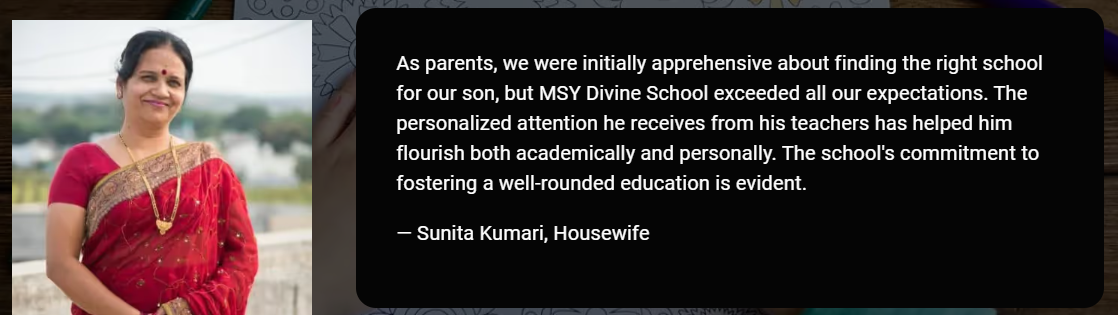 As parents, we were initially apprehensive about finding the right school
for our son, but MSY Divine School exceeded all our expectations. The
personalized attention he receives from his teachers has helped him
flourish both academically and personally. The school's commitment to
fostering a well-rounded education is evident.
— Sunita Kumari, Housewife